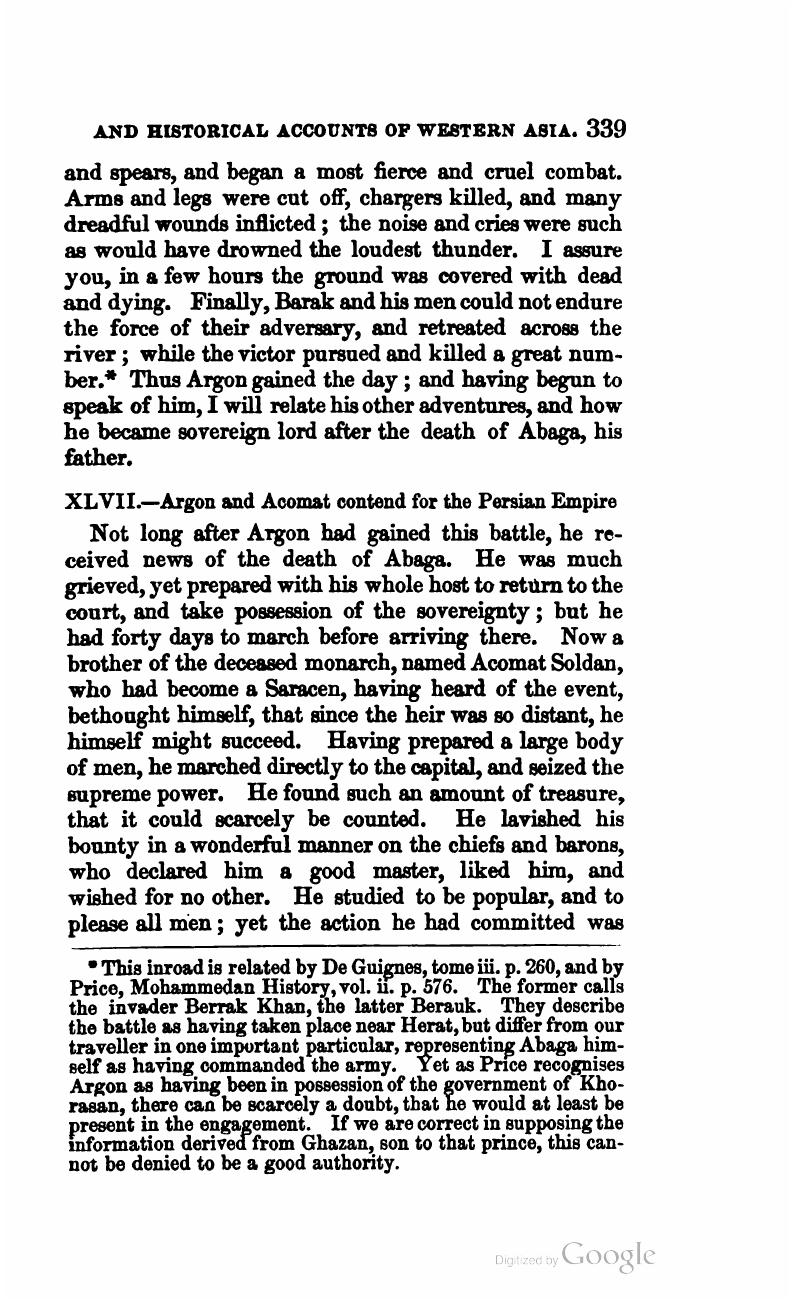 AND HISTORICAL ACCOUNTS OF WESTERN ASIA. 339
and spears, and began a most fierce and cruel combat.
Arms and legs were cut off, chargers killed, and many
dreadful wounds inflicted ; the noise and cries were such
as would have drowned the loudest thunder. I assure
you, in a few hours the ground was covered with dead
and dying. Finally, Barak and his men could not endure
the force of their adversary, and retreated across the
river ; while the victor pursued and killed a great num-
ber.* Thus Argon gained the day ; and having begun to
speak of him, I will relate his other adventures, and how
he became sovereign lord after the death of Abaga, his
father.
XLVII.—Argon and Acomat contend for the Persian Empire
Not long after Argon had gained this battle, he re-
ceived news of the death of Abaga. He was much
grieved, yet prepared with his whole host to return to the
court, and take possession of the sovereignty ; but he
had forty days to march before arriving there. Now a
brother of the deceased monarch, named Acomat Soldan,
who had become a Saracen, having heard of the event,
bethought himself, that since the heir was so distant, he
himself might succeed. Having prepared a large body
of men, he marched directly to the capital, and seized the
supreme power. He found such an amount of treasure,
that it could scarcely be counted. He lavished his
bounty in a wonderful manner on the chiefs and barons,
who declared him a good master, liked him, and
wished for no other. He studied to be popular, and to
please all men ; yet the action he had committed was
* This inroad is related by De Guignes, tome iii. p. 260, and by
Price, Mohammedan History, vol. ii. p. 576. The former calls
the invader Berrak Khan, the latter Berauk. They describe
the battle as having taken place near Herat, but differ from our
traveller in one important particular, representing Abaga him-
self as having commanded the army. Yet as Price recognises
Argon as having been in possession of the government of Kho-
rasan, there can be scarcely a doubt, that he would at least be
present in the engagement. If we are correct in supposing the
information derived from Ghazan, son to that prince, this can-
not be denied to be a good authority.
Digitized by Google